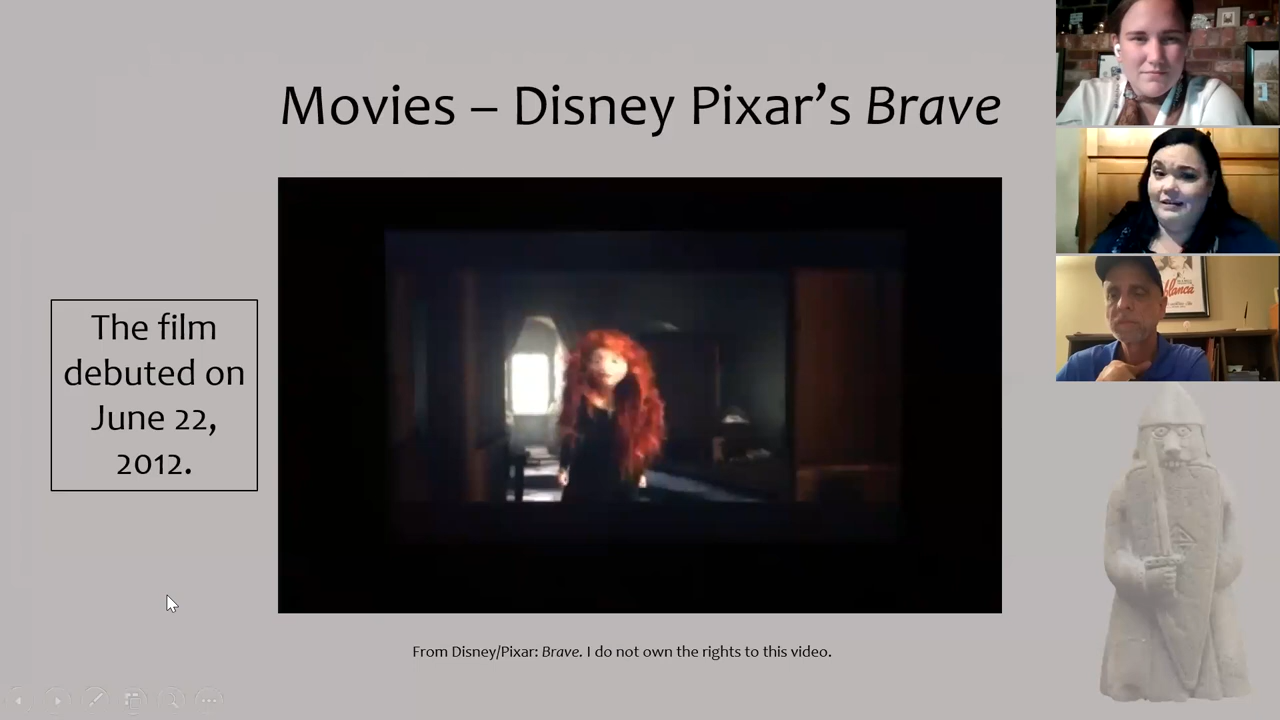 Movies – Disney Pixar’s Brave
The film
debuted on
June 22,
2012.
From Disney/Pixar: Brave. I do not own the rights to this video.
blanca